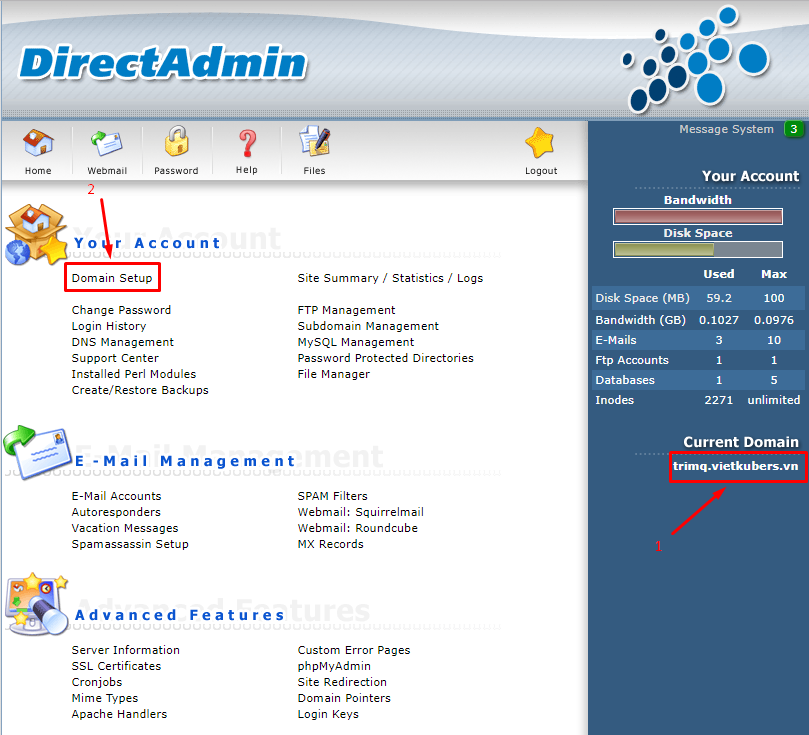 DirectAdmin
Message System 3
Home Webmail Password Help Files Logout
2
Your Account
Bandwidth
Disk Space
Used Max
Disk Space (MB) 59.2 100
Bandwidth (GB) 0.1027 0.0976
E-Mails 3 10
Ftp Accounts 1 1
Databases 1 5
Inodes 2271 unlimited
Current Domain
trimq.vietkubers.vn
1
Your Account
Domain Setup Site Summary / Statistics / Logs
Change Password FTP Management
Login History Subdomain Management
DNS Management MySQL Management
Support Center Password Protected Directories
Installed Perl Modules File Manager
Create/Restore Backups
E-Mail Management
E-Mail Accounts SPAM Filters
Autoresponders Webmail: Squirrelmail
Vacation Messages Webmail: Roundcube
Spamassassin Setup MX Records
Advanced Features
Server Information Custom Error Pages
SSL Certificates phpMyAdmin
Cronjobs Site Redirection
Mime Types Domain Pointers
Apache Handlers Login Keys